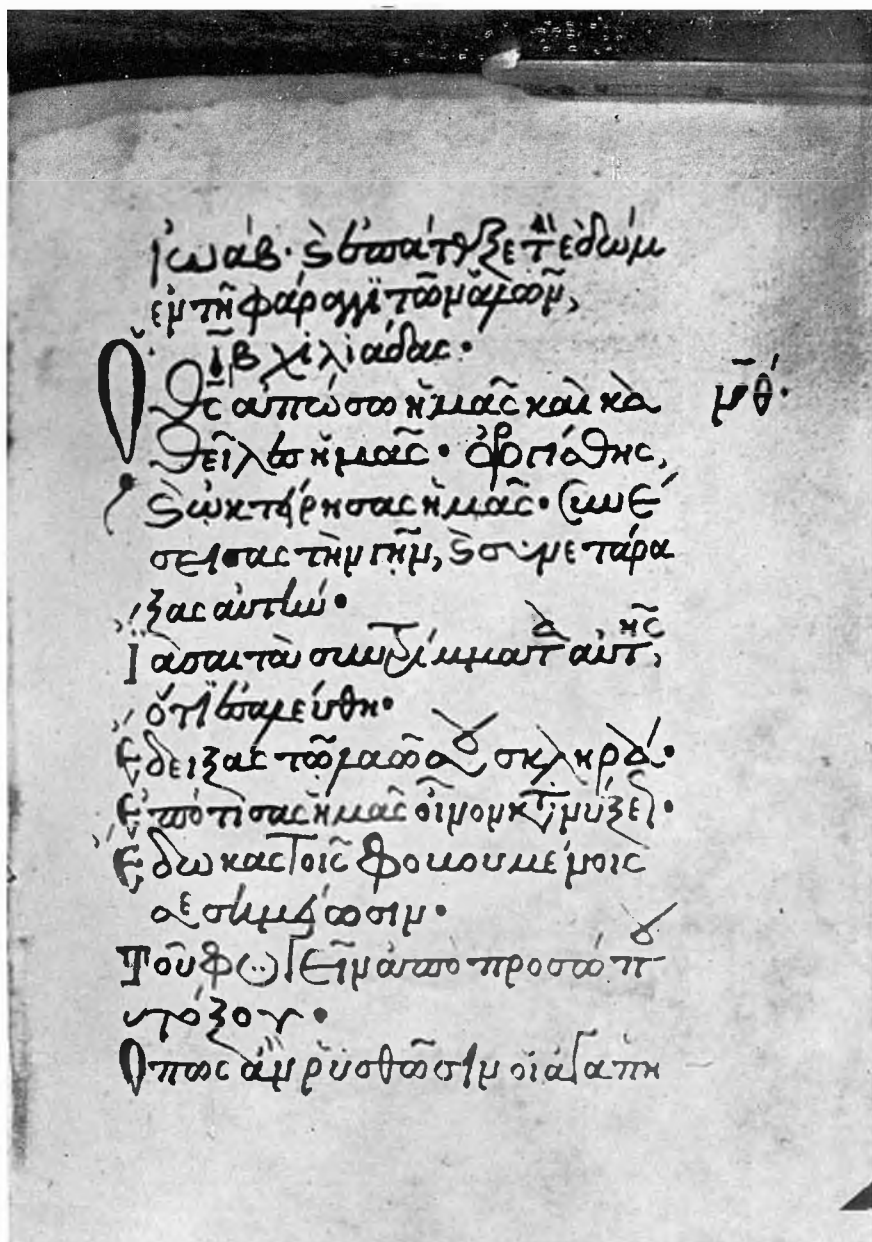 ἰωάβ· καὶ ἐπάταξε τὸν ἐδώμ
ἐν τῆ φάραγγι τῶν ἁλῶν,
ιβ χιλιάδας·
Ὁ θς ἀπώσω ἡμᾶς καὶ κα μθ·
θεῖλες ἡμᾶς· ὠργίσθης,
καὶ ὠκτείρησας ἡμᾶς· Συνέ
σεισας τὴν γῆν, καὶ συνετάρα
ξας αὐτήν·
Ἴασαι τὰ συντρίμματα αὐτῆς,
ὅτι ἐσαλεύθη·
Ἔδειξας τῶ λαῶ σου σκληρά·
Ἐπότισας ἡμᾶς οἶνον κατανύξεως·
Ἔδωκας τοῖς φοβουμένοις
σε σημείωσιν·
Τοῦ φυγεῖν ἀπὸ προσώπου
τόξου·
Ὅπως ἂν ῥυσθῶσιν οἱ ἀγαπη